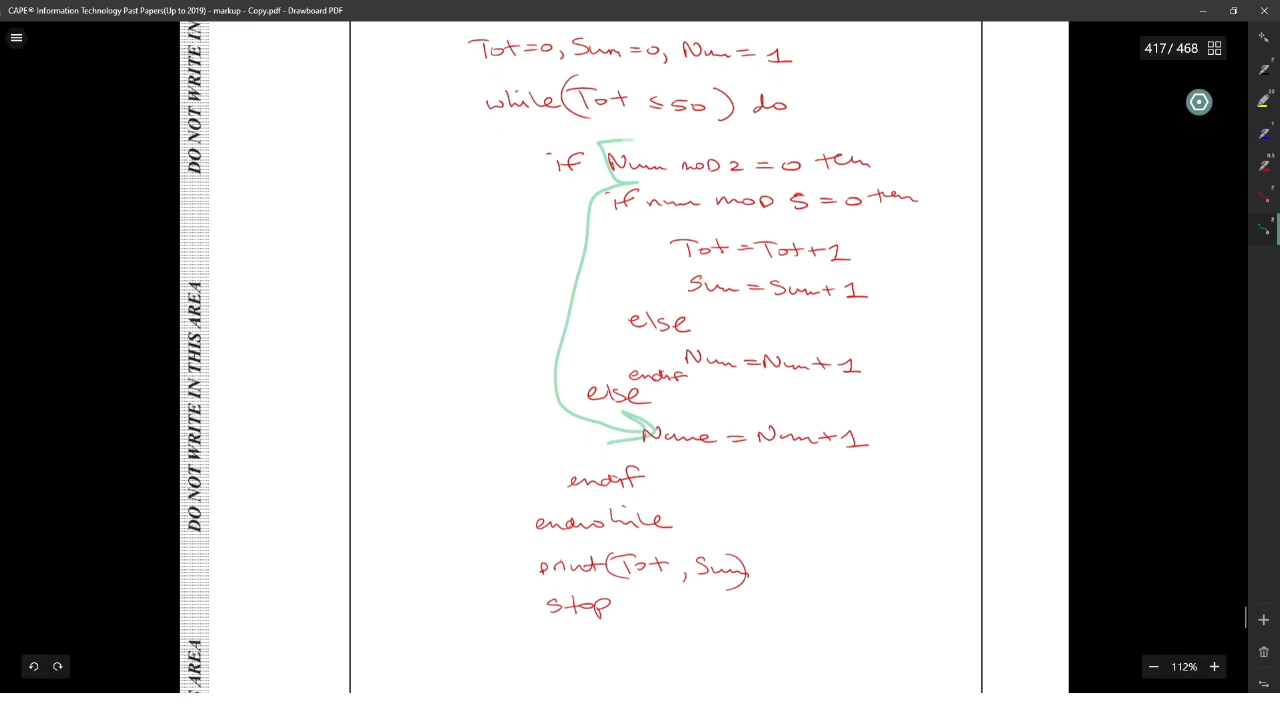 CAPE® Information Technology Past Papers(Up to 2019) - markup - Copy.pdf - Drawboard PDF
417 / 468
DO NOT WRITE IN
DO NOT WRITE IN THIS AREA
AREA
Tot=0, Sum=0, Num=1
while(Tot ≤ 50) do
if Num MOD 2 = 0 then
if num MOD 5 = 0 then
Tot = Tot+1
Sum = Sum+1
else
Num = Num+1
endif
else
Nume = Num+1
endif
endwhile
print(Tot, Sum)
stop
112%